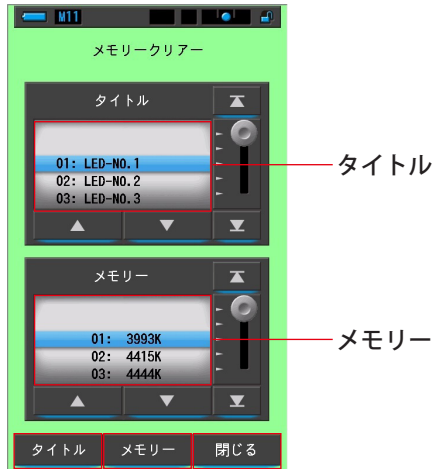 M11
メモリークリアー
タイトル
01: LED-NO.1
02: LED-NO.2
03: LED-NO.3
タイトル
メモリー
01: 3993K
02: 4415K
03: 4444K
メモリー
タイトル メモリー 閉じる